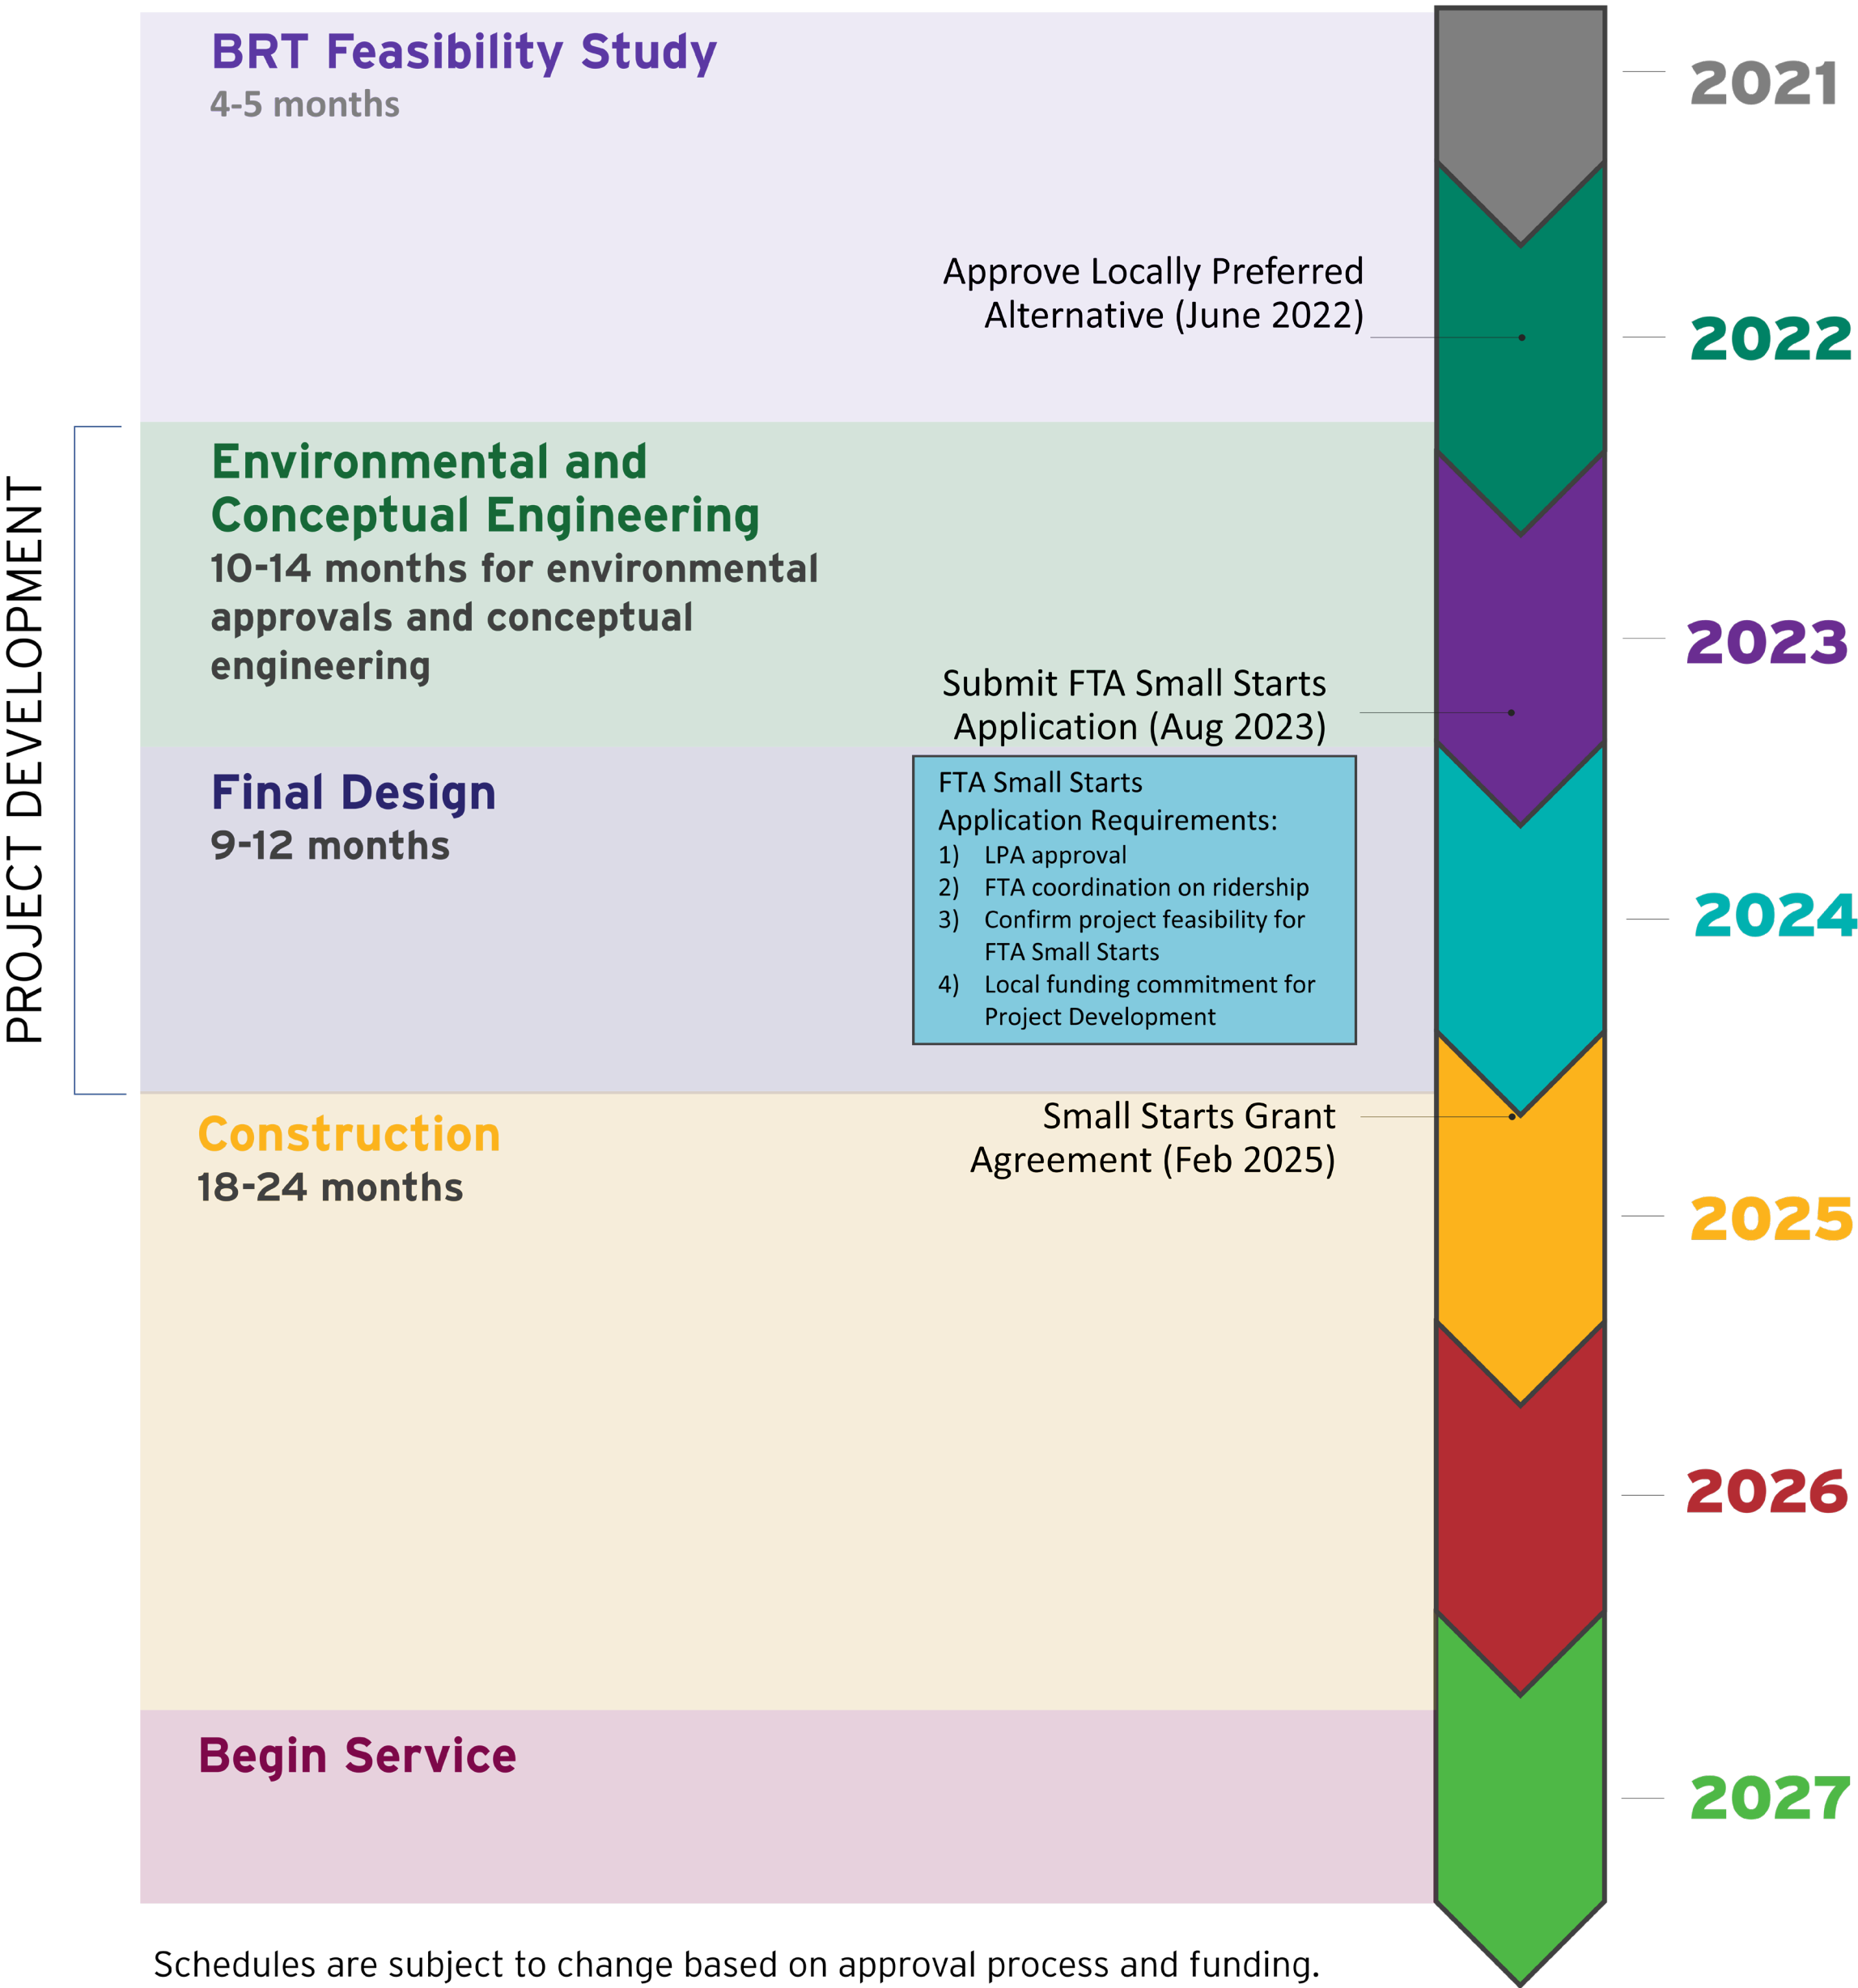 BRT Feasibility Study
4-5 months
2021
Approve Locally Preferred
Alternative (June 2022)
2022
PROJECT DEVELOPMENT
Environmental and
Conceptual Engineering
10-14 months for environmental
approvals and conceptual
engineering
2023
Submit FTA Small Starts
Application (Aug 2023)
Final Design
9-12 months
FTA Small Starts
Application Requirements:
1) LPA approval
2) FTA coordination on ridership
3) Confirm project feasibility for
FTA Small Starts
4) Local funding commitment for
Project Development
2024
Construction
18-24 months
Small Starts Grant
Agreement (Feb 2025)
2025
2026
Begin Service
2027
Schedules are subject to change based on approval process and funding.